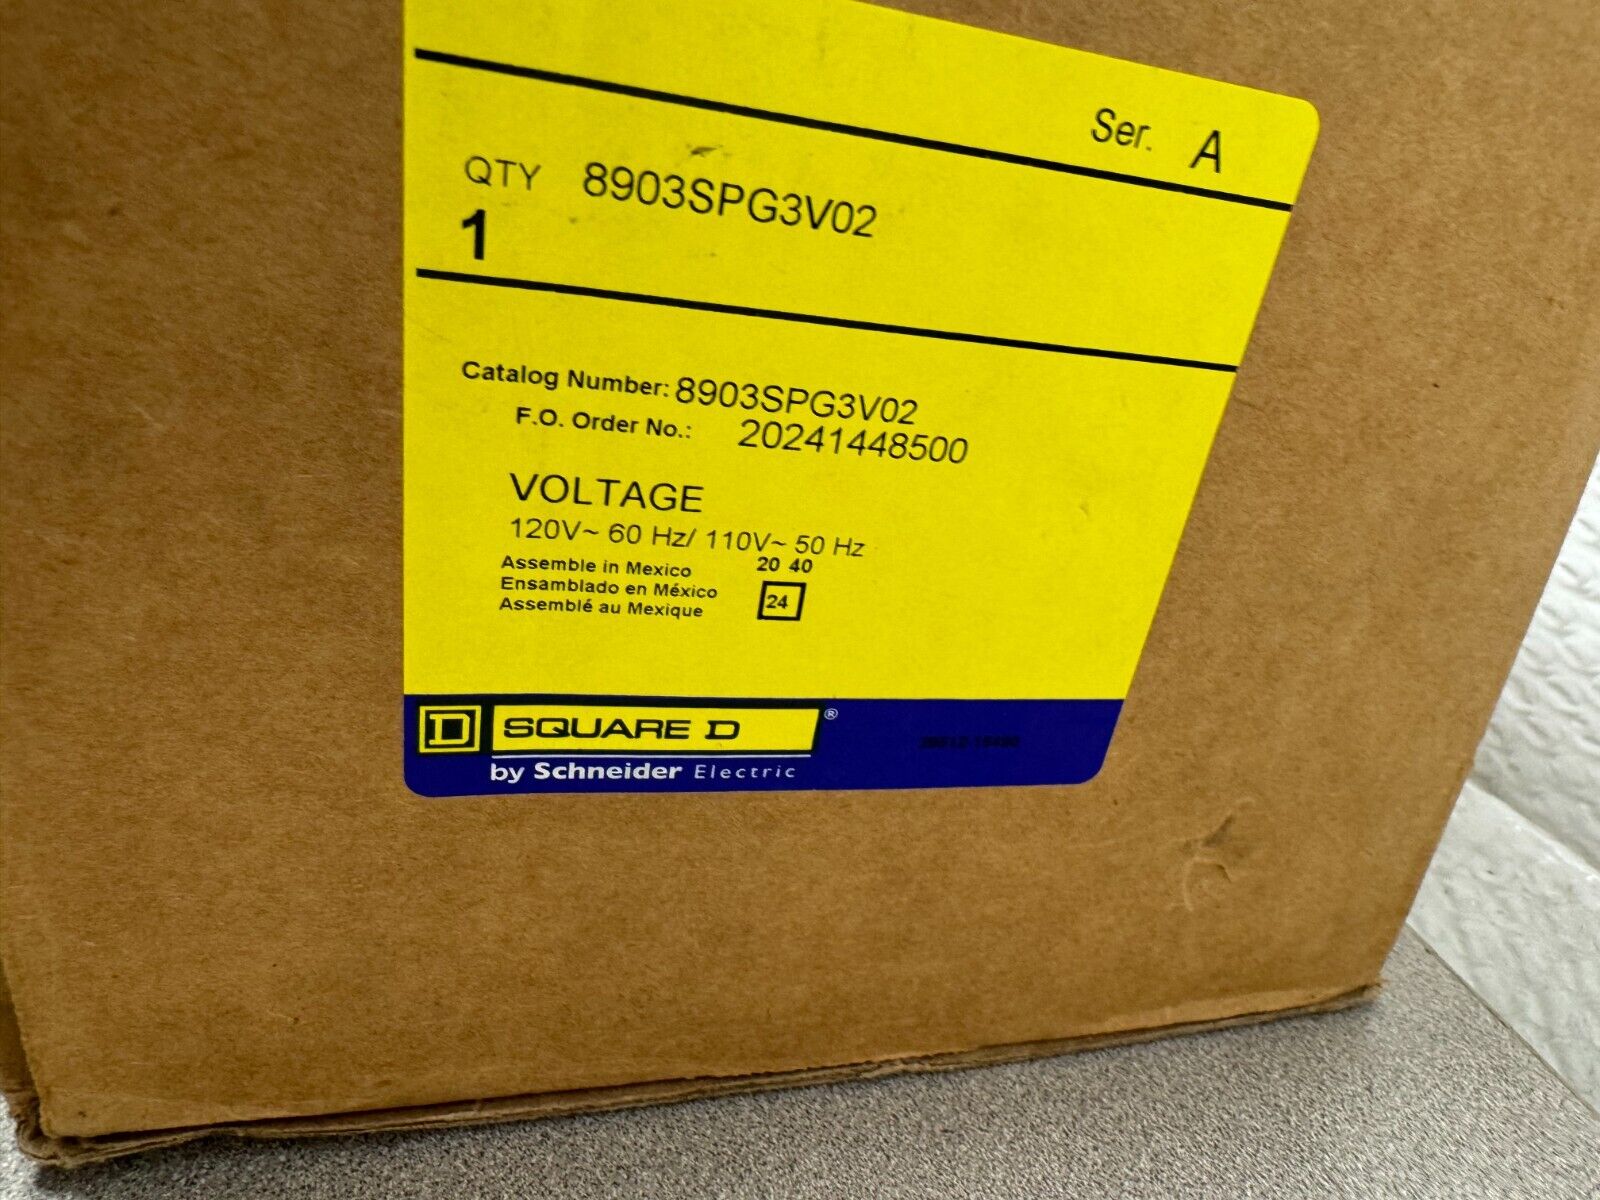 Ser. A
QTY 8903SPG3V02
1
Catalog Number: 8903SPG3V02
F.O. Order No.: 20241448500
VOLTAGE
120V~ 60 Hz/ 110V~ 50 Hz
Assemble in Mexico 20 40
Ensamblado en México 24
Assemblé au Mexique
D SQUARE D ®
by Schneider Electric